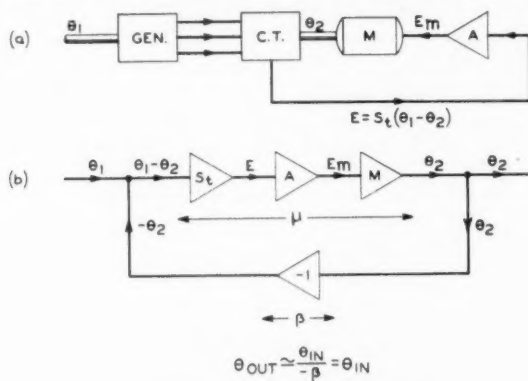 (a) θ₁ GEN. C.T. θ₂ M Em A
E=St(θ₁-θ₂)
(b) θ₁ θ₁-θ₂ St E A Em M θ₂ θ₂
-θ₂ μ θ₂
-1
β
θOUT ≃ θIN/-β = θIN